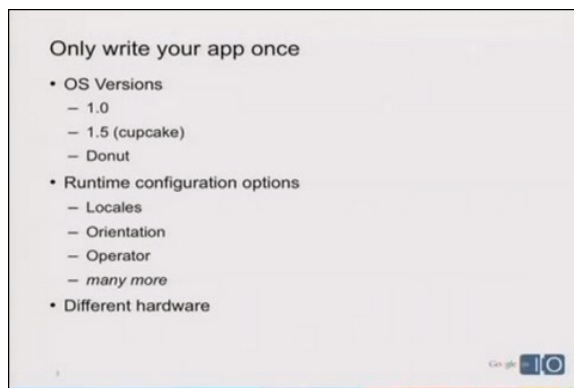 Only write your app once
• OS Versions
– 1.0
– 1.5 (cupcake)
– Donut
• Runtime configuration options
– Locales
– Orientation
– Operator
– many more
• Different hardware
Google IO